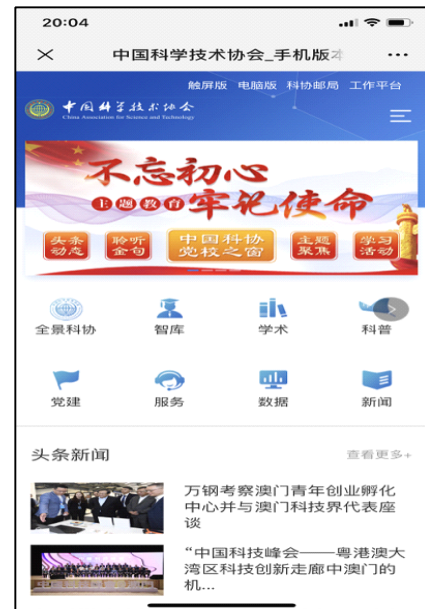 20:04
中国科学技术协会_手机版本
触屏版 电脑版 科协邮局 工作平台
中国科学技术协会
China Association for Science and Technology
不忘初心
主题教育 牢记使命
头条动态 聆听金句 中国科协党校之窗 主题聚焦 学习活动
全景科协 智库 学术 科普
党建 服务 数据 新闻
头条新闻 查看更多+
万钢考察澳门青年创业孵化
中心并与澳门科技界代表座
谈
“中国科技峰会——粤港澳大
湾区科技创新走廊中澳门的
机...